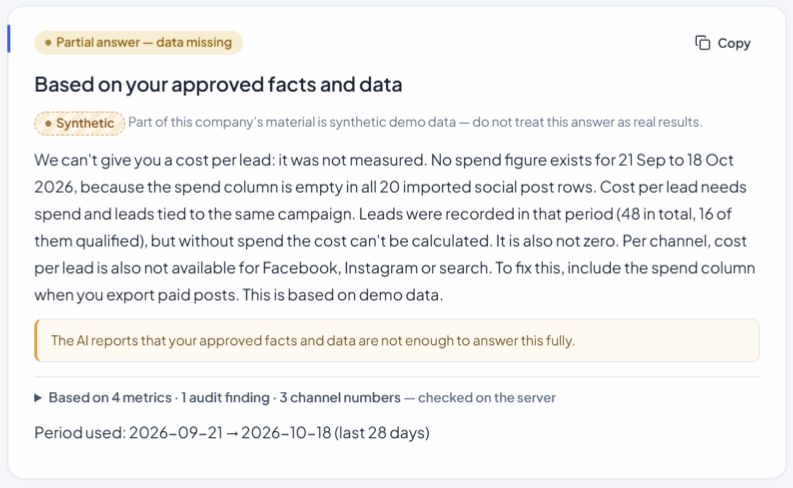 Partial answer — data missing
Copy
Based on your approved facts and data
Synthetic Part of this company's material is synthetic demo data — do not treat this answer as real results.
We can't give you a cost per lead: it was not measured. No spend figure exists for 21 Sep to 18 Oct
2026, because the spend column is empty in all 20 imported social post rows. Cost per lead needs
spend and leads tied to the same campaign. Leads were recorded in that period (48 in total, 16 of
them qualified), but without spend the cost can't be calculated. It is also not zero. Per channel, cost
per lead is also not available for Facebook, Instagram or search. To fix this, include the spend column
when you export paid posts. This is based on demo data.
The AI reports that your approved facts and data are not enough to answer this fully.
Based on 4 metrics · 1 audit finding · 3 channel numbers — checked on the server
Period used: 2026–09–21 → 2026–10–18 (last 28 days)